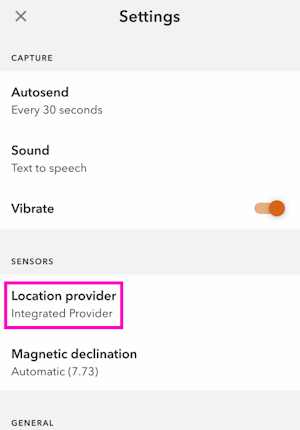 Settings
CAPTURE
Autosend
Every 30 seconds
Sound
Text to speech
Vibrate
SENSORS
Location provider
Integrated Provider
Magnetic declination
Automatic (7.73)
GENERAL